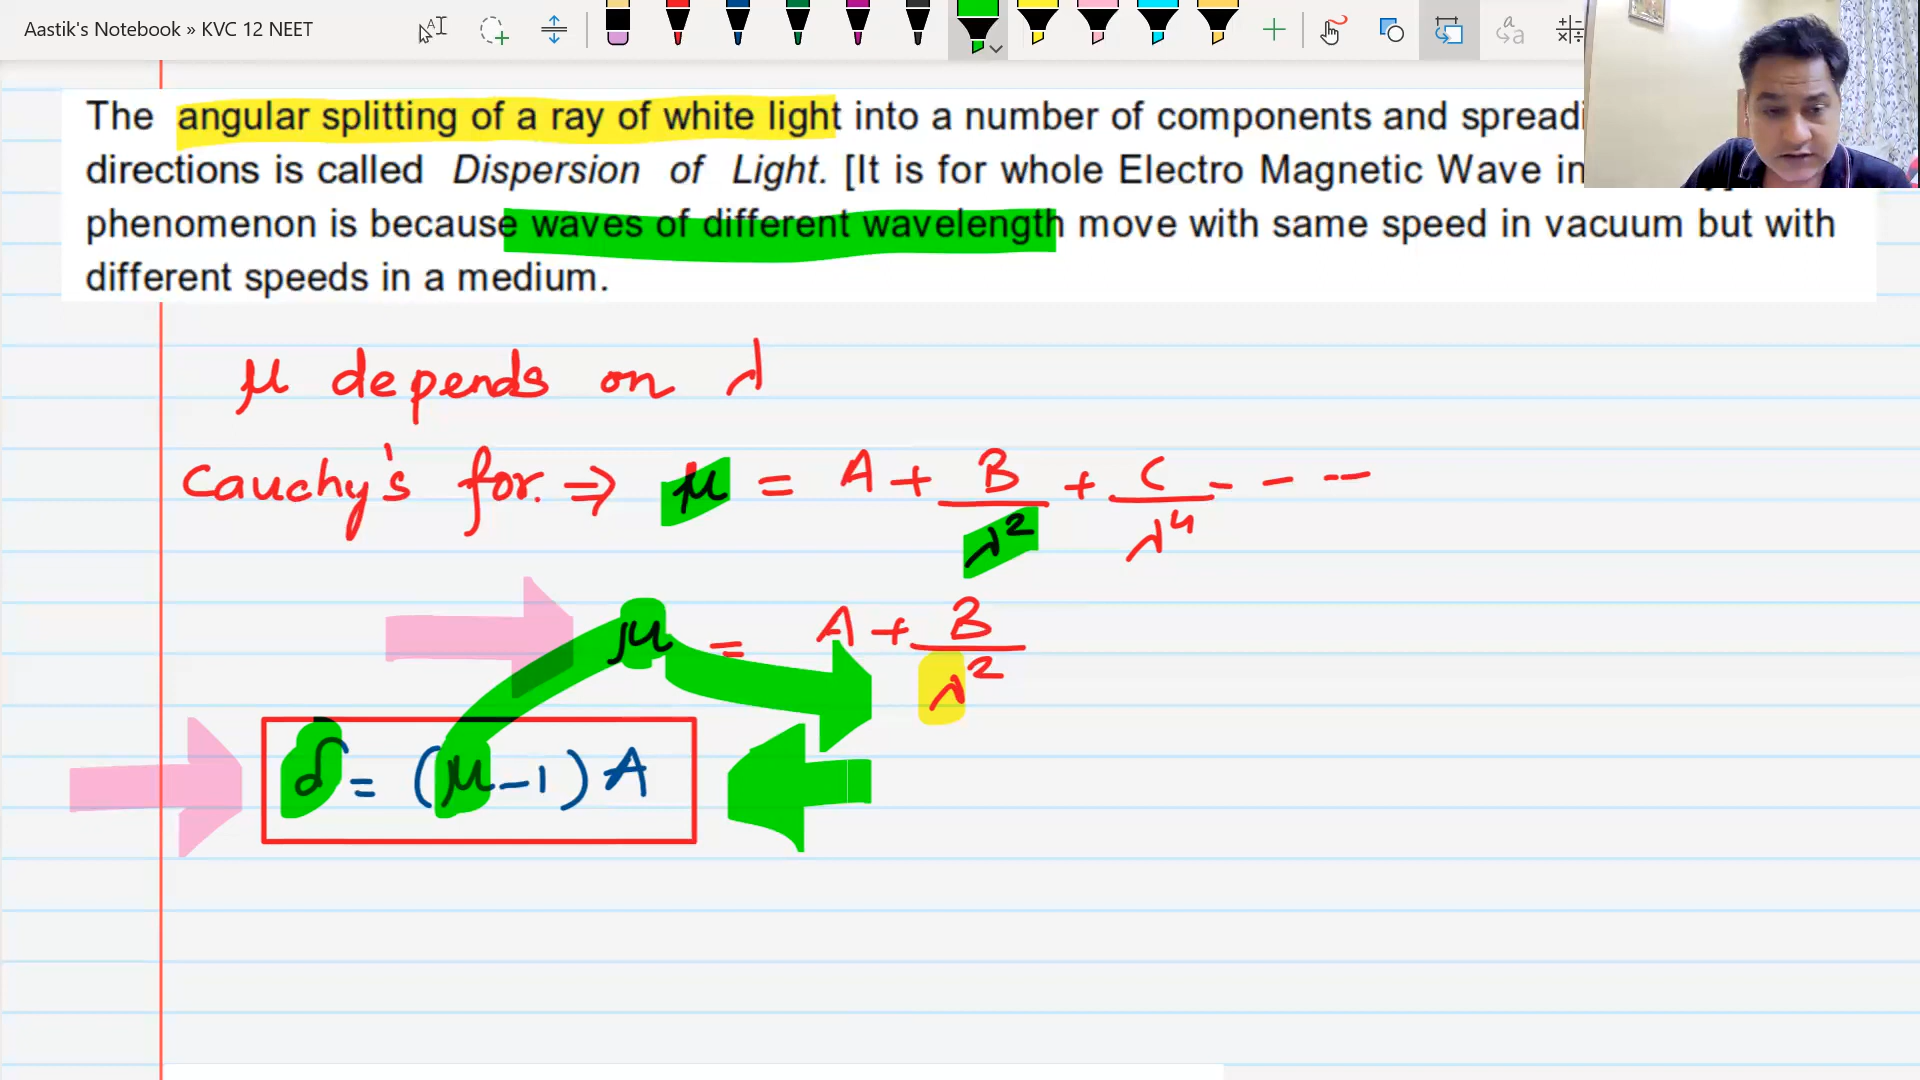 Aastik's Notebook » KVC 12 NEET
The angular splitting of a ray of white light into a number of components and
directions is called Dispersion of Light. [It is for whole Electro Magnetic Wave in
phenomenon is because waves of different wavelength move with same speed in vacuum but with
different speeds in a medium.
μ depends on λ
Cauchy's for. ⇒ μ = A + B/λ² + C/λ⁴ - - --
μ = A + B/λ²
δ = (μ-1) A